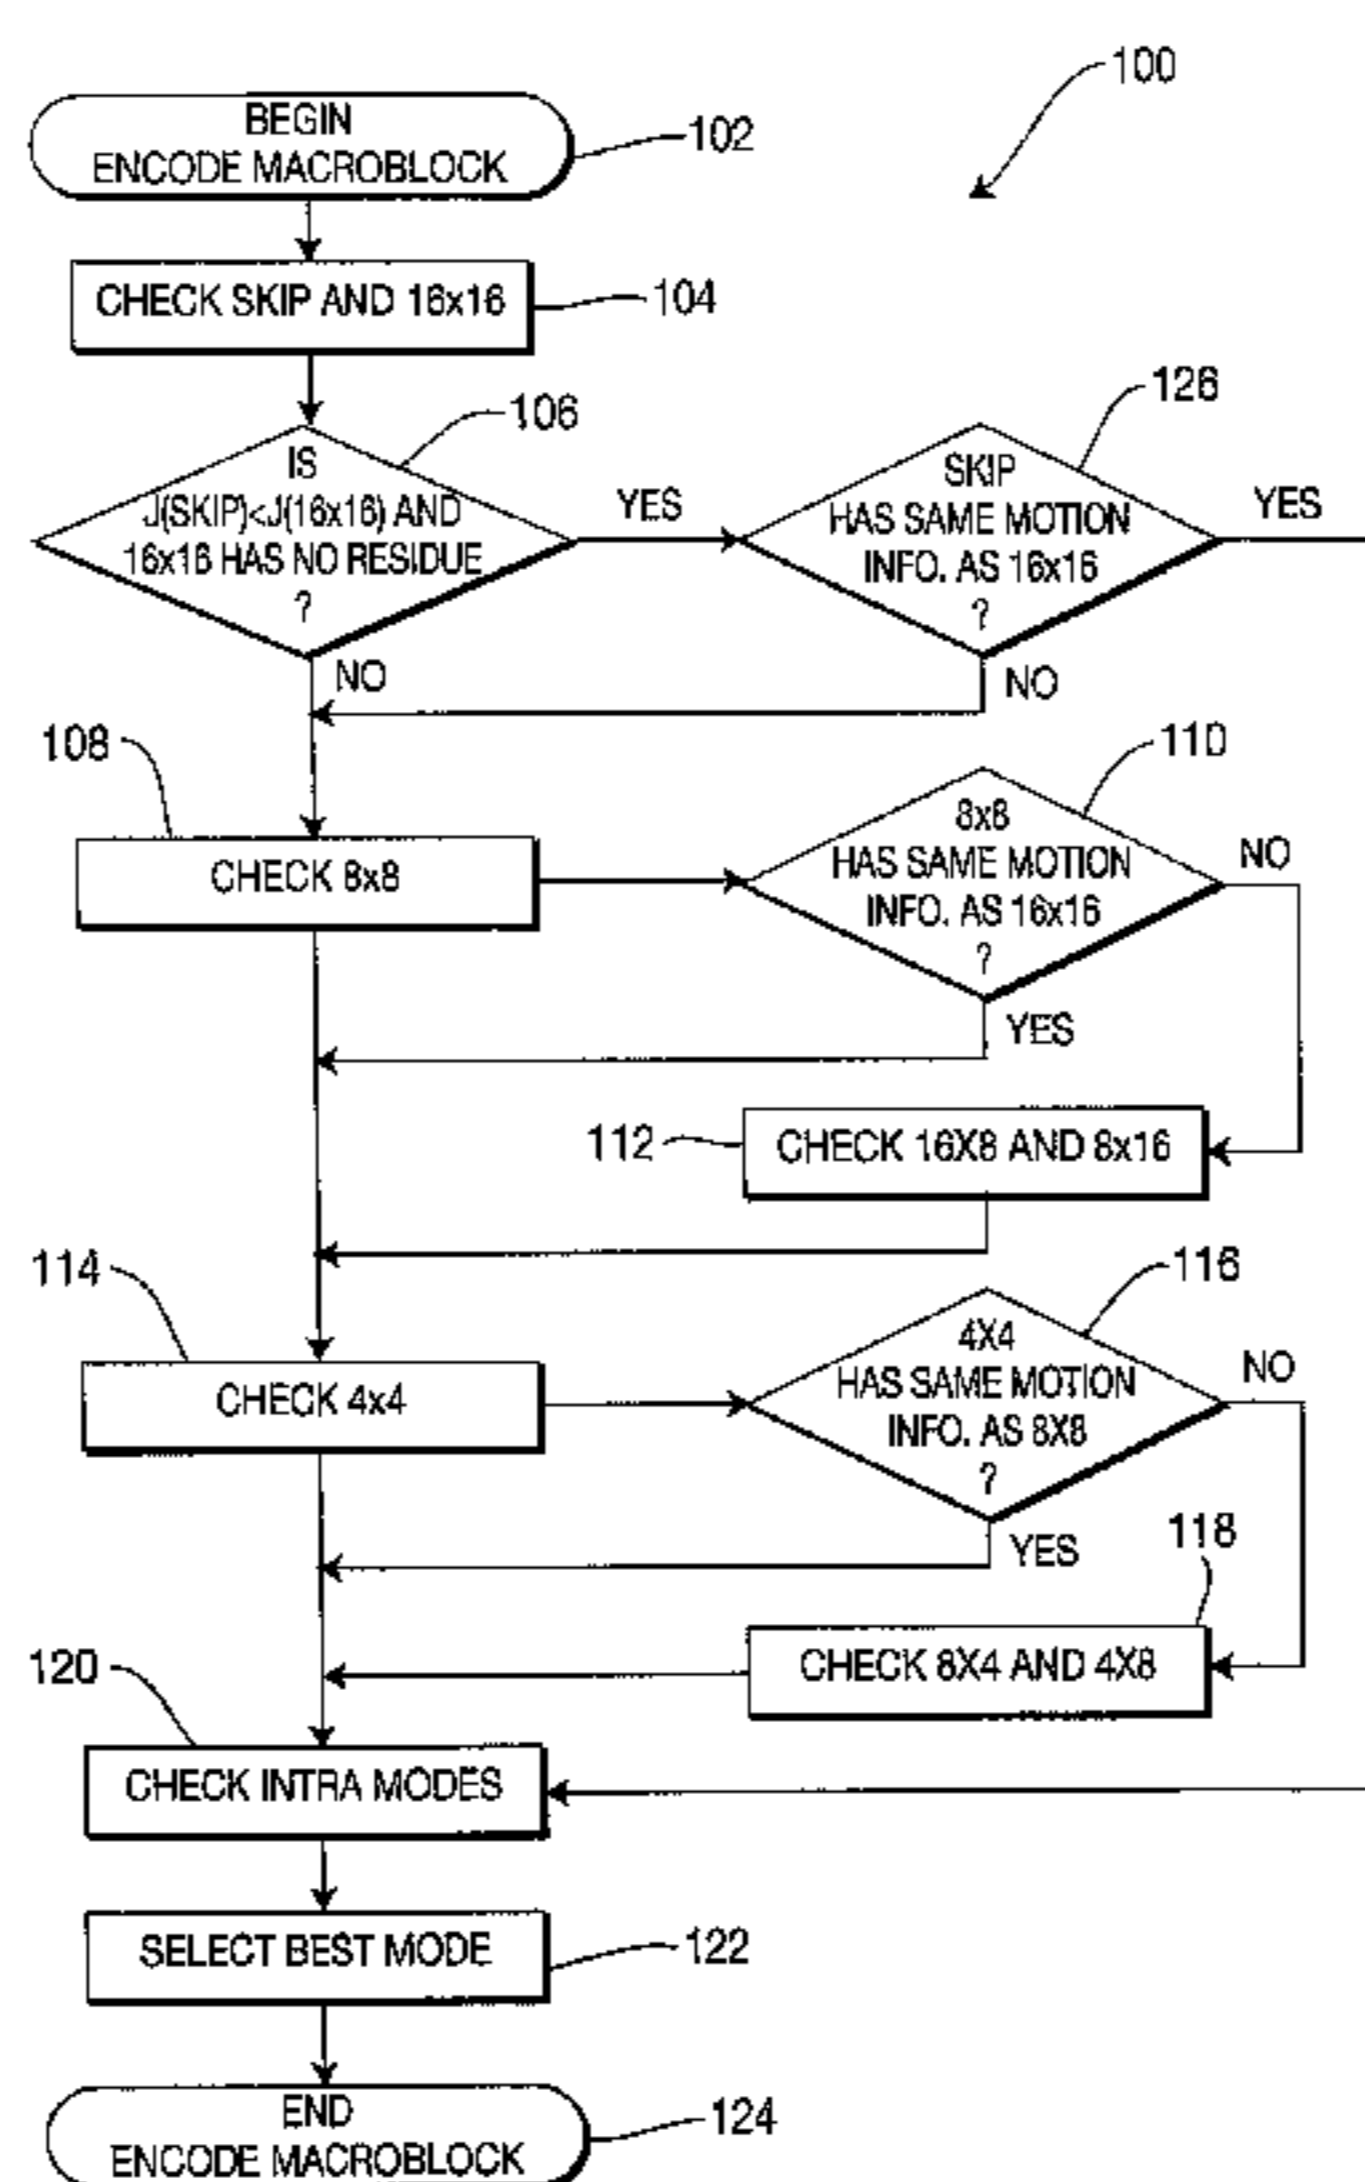 100
BEGIN
ENCODE MACROBLOCK
102
CHECK SKIP AND 16x16
104
106
IS
J(SKIP)<J(16x16) AND
16x16 HAS NO RESIDUE
?
YES
NO
126
SKIP
HAS SAME MOTION
INFO. AS 16x16
?
YES
NO
108
CHECK 8x8
110
8x8
HAS SAME MOTION
INFO. AS 16x16
?
NO
YES
112
CHECK 16X8 AND 8x16
114
CHECK 4x4
116
4X4
HAS SAME MOTION
INFO. AS 8X8
?
NO
YES
118
CHECK 8X4 AND 4X8
120
CHECK INTRA MODES
SELECT BEST MODE
122
END
ENCODE MACROBLOCK
124